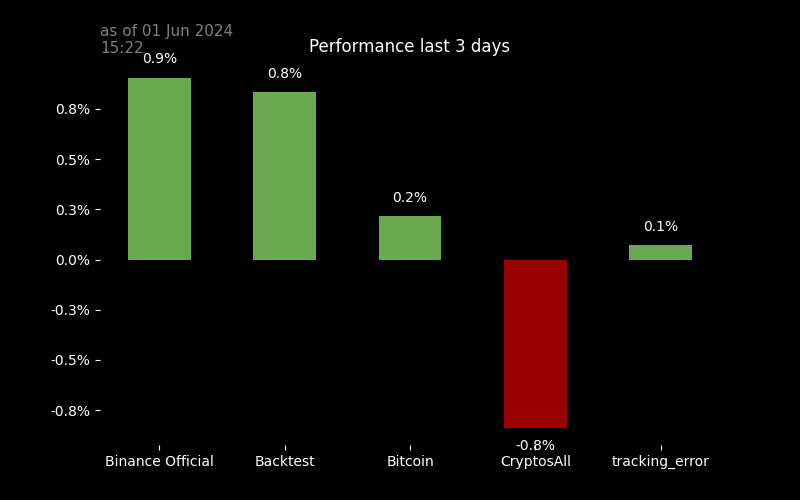 as of 01 Jun 2024
15:22
Performance last 3 days
0.9%
0.8%
0.2%
0.1%
-0.8%
0.8%
0.5%
0.3%
0.0%
-0.3%
-0.5%
-0.8%
Binance Official
Backtest
Bitcoin
CryptosAll
tracking_error